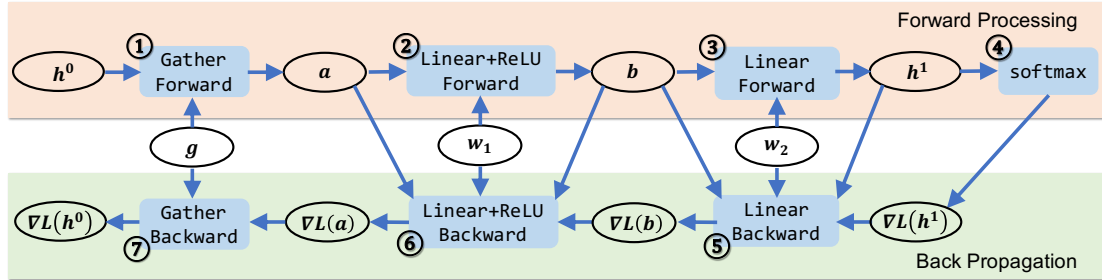 Forward Processing
① ② ③ ④
h⁰ Gather Forward a Linear+ReLU Forward b Linear Forward h¹ softmax
g w₁ w₂
∇L(h⁰) Gather Backward ∇L(a) Linear+ReLU Backward ∇L(b) Linear Backward ∇L(h¹)
⑦ ⑥ ⑤
Back Propagation